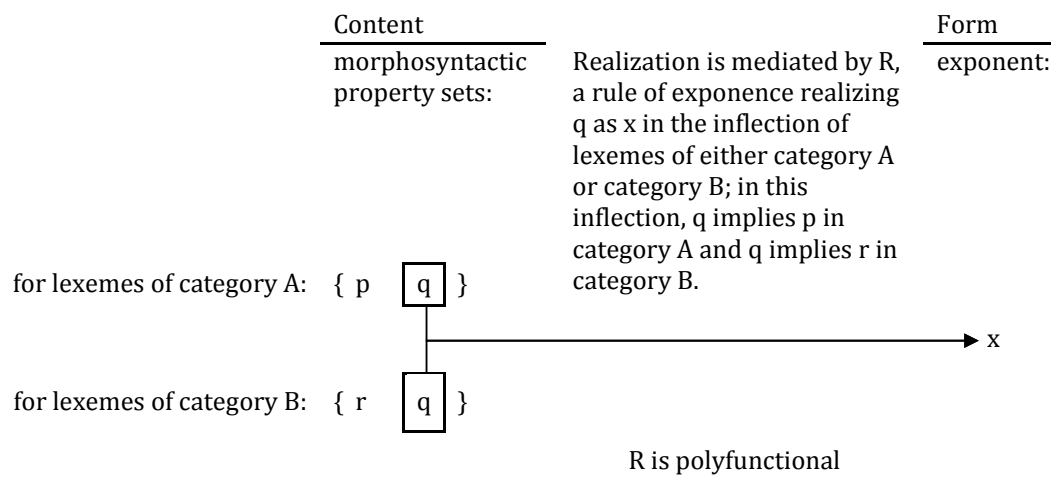 Content
Form
morphosyntactic
property sets:
Realization is mediated by R,
a rule of exponence realizing
q as x in the inflection of
lexemes of either category A
or category B; in this
inflection, q implies p in
category A and q implies r in
category B.
exponent:
for lexemes of category A: { p q }
x
for lexemes of category B: { r q }
R is polyfunctional